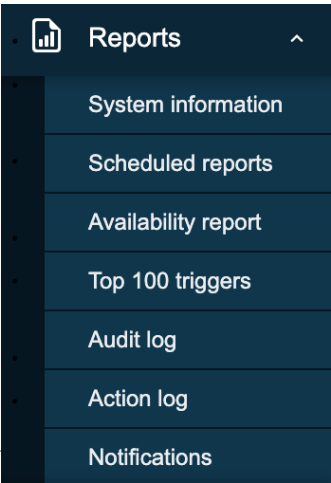 Reports
System information
Scheduled reports
Availability report
Top 100 triggers
Audit log
Action log
Notifications